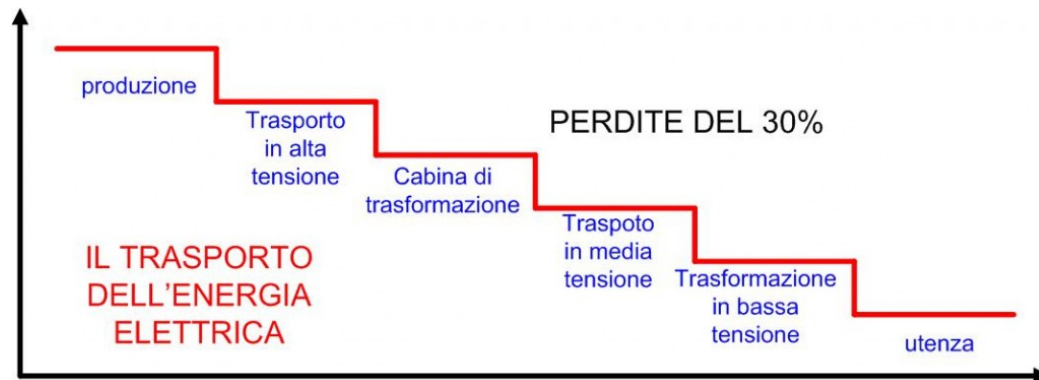 produzione
Trasporto
in alta
tensione
PERDITE DEL 30%
Cabina di
trasformazione
Traspoto
in media
tensione
Trasformazione
in bassa
tensione
utenza
IL TRASPORTO
DELL'ENERGIA
ELETTRICA